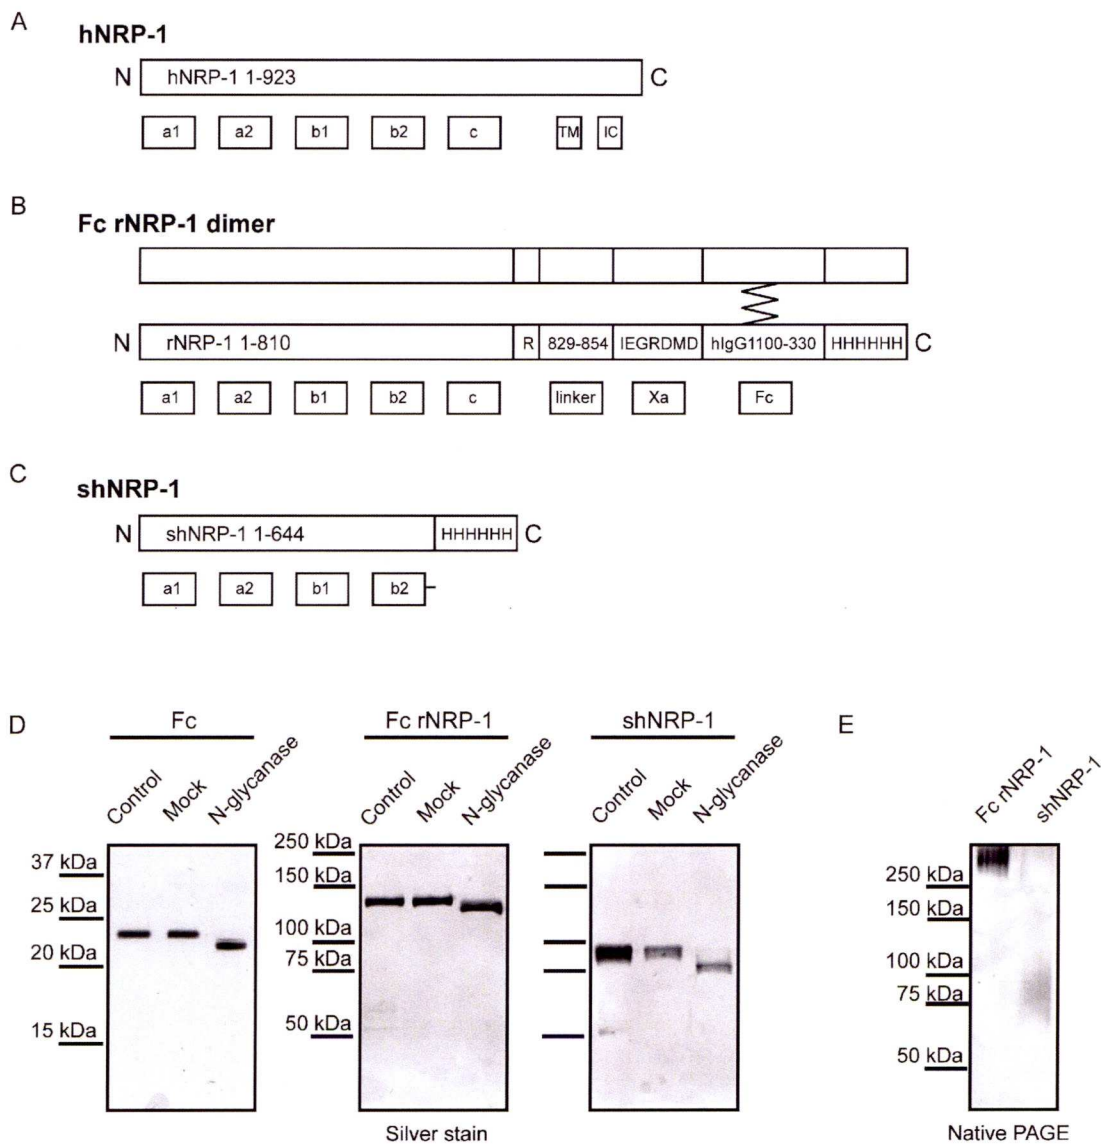 A
hNRP-1
N hNRP-1 1-923 C
a1 a2 b1 b2 c TM IC
B
Fc rNRP-1 dimer
N rNRP-1 1-810 R 829-854 IEGRDMD hIgG1100-330 HHHHHH C
a1 a2 b1 b2 c linker Xa Fc
C
shNRP-1
N shNRP-1 1-644 HHHHHH C
a1 a2 b1 b2
D
Fc
Control Mock N-glycanase
37 kDa
25 kDa
20 kDa
15 kDa
Fc rNRP-1
Control Mock N-glycanase
250 kDa
150 kDa
100 kDa
75 kDa
50 kDa
Silver stain
shNRP-1
Control Mock N-glycanase
E
Fc rNRP-1 shNRP-1
250 kDa
150 kDa
100 kDa
75 kDa
50 kDa
Native PAGE